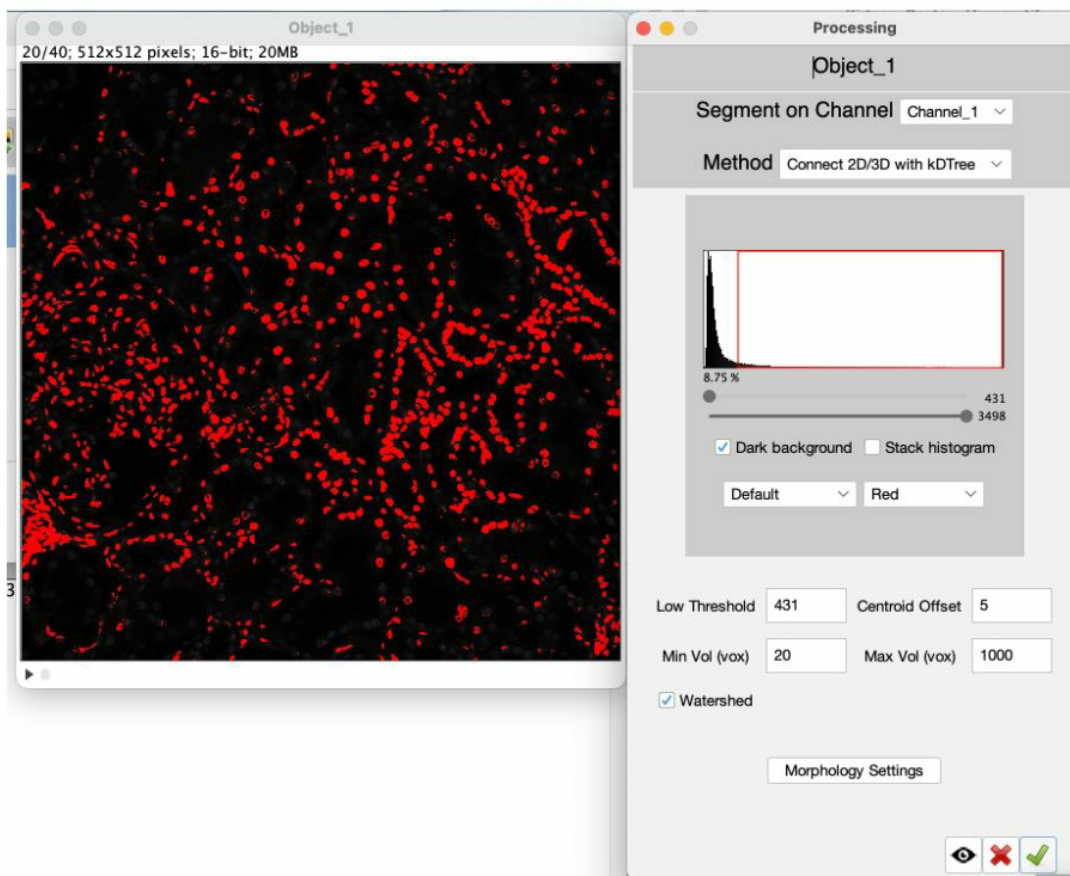 Object_1
20/40; 512x512 pixels; 16-bit; 20MB
3
Processing
Object_1
Segment on Channel Channel_1
Method Connect 2D/3D with kDTree
8.75 %
431
3498
Dark background Stack histogram
Default Red
Low Threshold 431 Centroid Offset 5
Min Vol (vox) 20 Max Vol (vox) 1000
Watershed
Morphology Settings